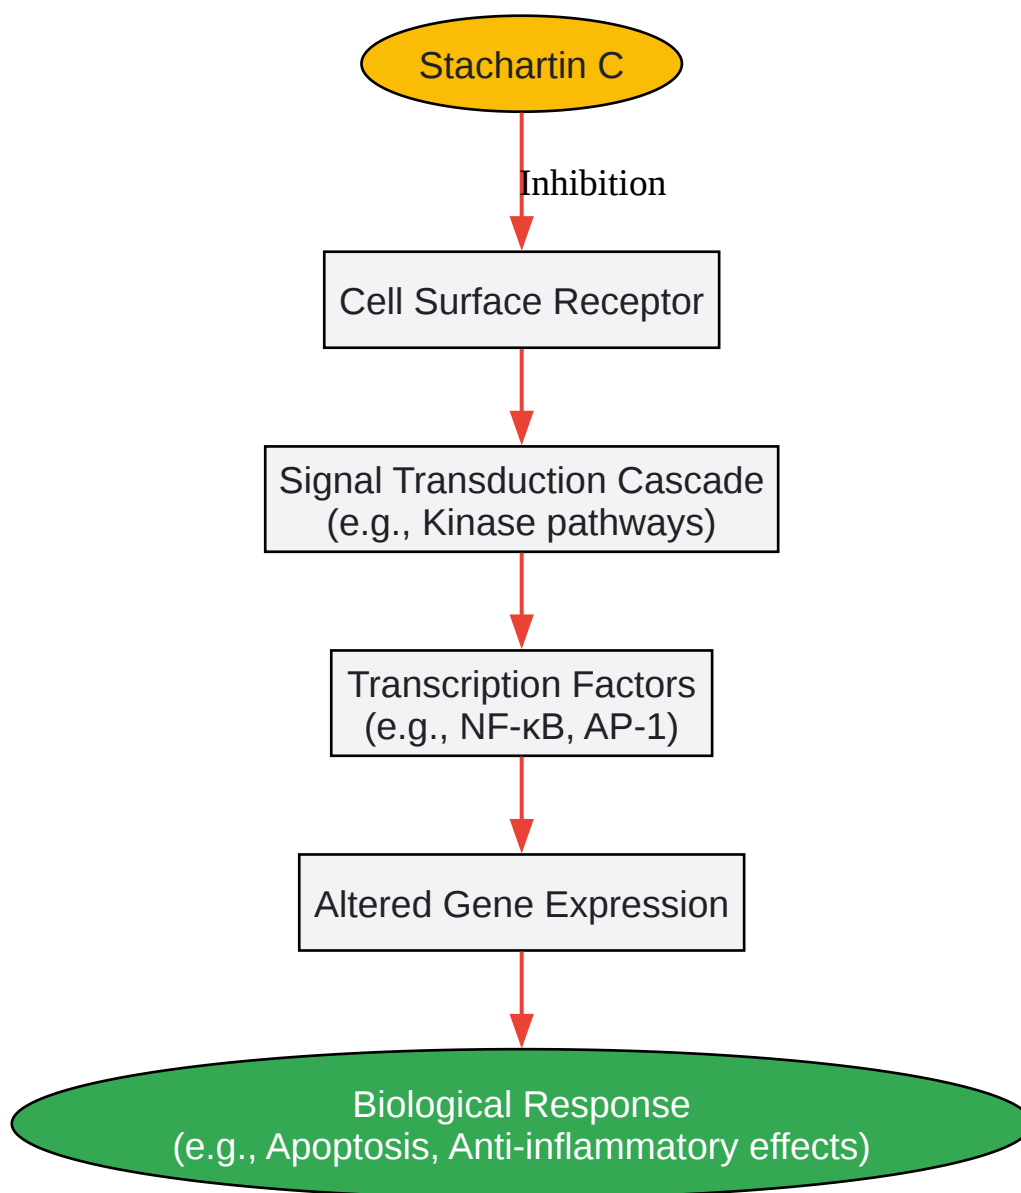 Stachartin C
Inhibition
Cell Surface Receptor
Signal Transduction Cascade
(e.g., Kinase pathways)
Transcription Factors
(e.g., NF-κB, AP-1)
Altered Gene Expression
Biological Response
(e.g., Apoptosis, Anti-inflammatory effects)